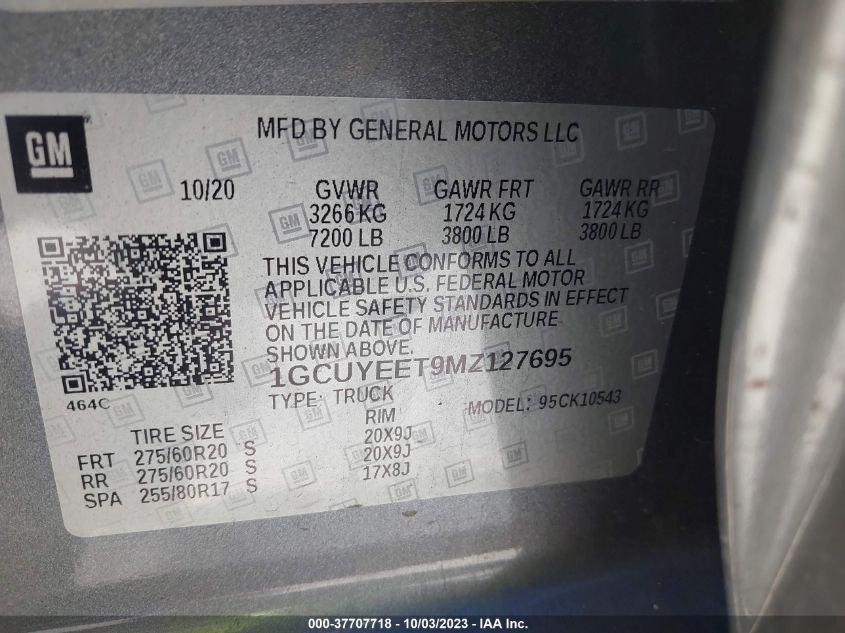 GM
MFD BY GENERAL MOTORS LLC
10/20 GVWR GAWR FRT GAWR RR
3266 KG 1724 KG 1724 KG
7200 LB 3800 LB 3800 LB
THIS VEHICLE CONFORMS TO ALL
APPLICABLE U.S. FEDERAL MOTOR
VEHICLE SAFETY STANDARDS IN EFFECT
ON THE DATE OF MANUFACTURE
SHOWN ABOVE.
1GCUYEET9MZ127695
464C TYPE: TRUCK MODEL: 95CK10543
TIRE SIZE RIM
FRT 275/60R20 S 20X9J
RR 275/60R20 S 20X9J
SPA 255/80R17 S 17X8J
000-37707718 - 10/03/2023 - IAA Inc.